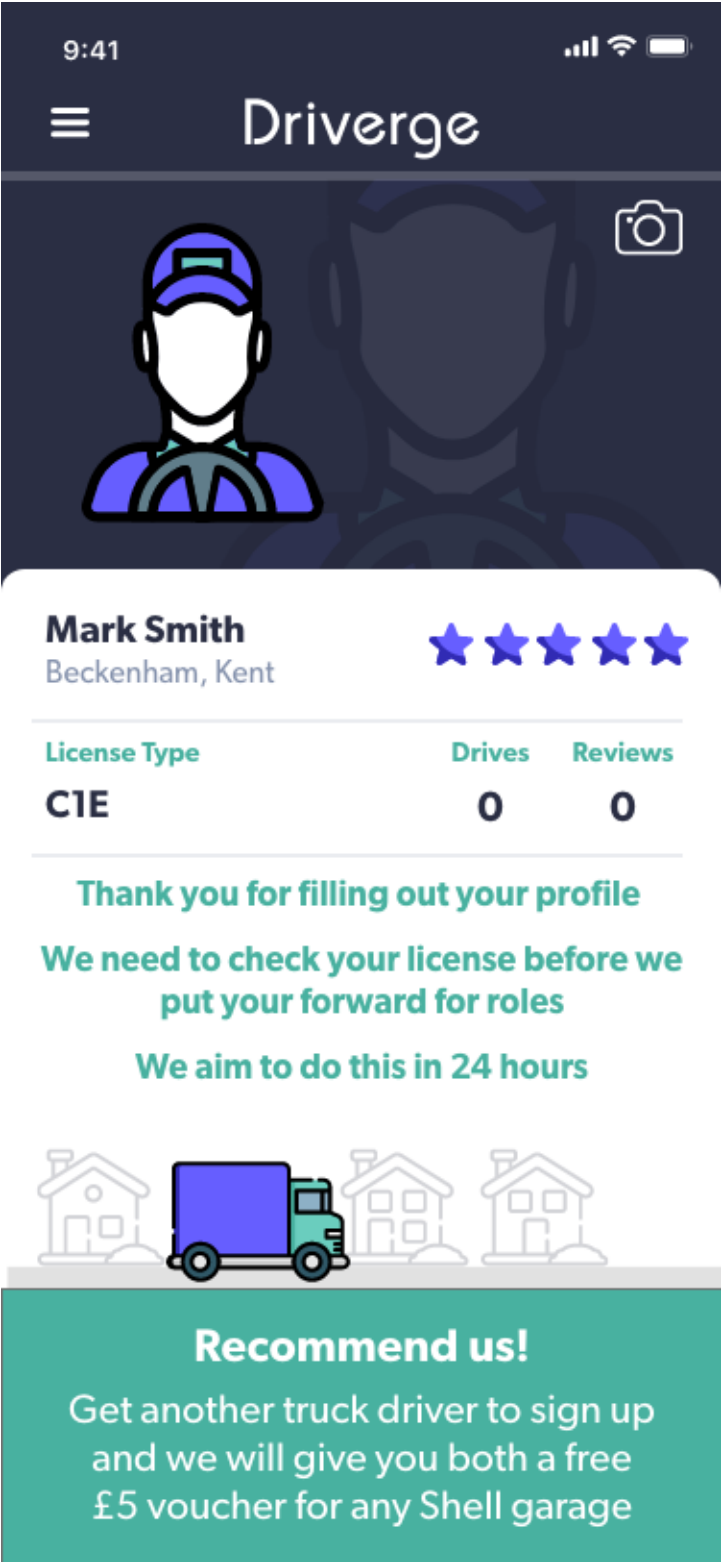 9:41
Driverge
Mark Smith
Beckenham, Kent
License Type Drives Reviews
C1E 0 0
Thank you for filling out your profile
We need to check your license before we
put your forward for roles
We aim to do this in 24 hours
Recommend us!
Get another truck driver to sign up
and we will give you both a free
£5 voucher for any Shell garage